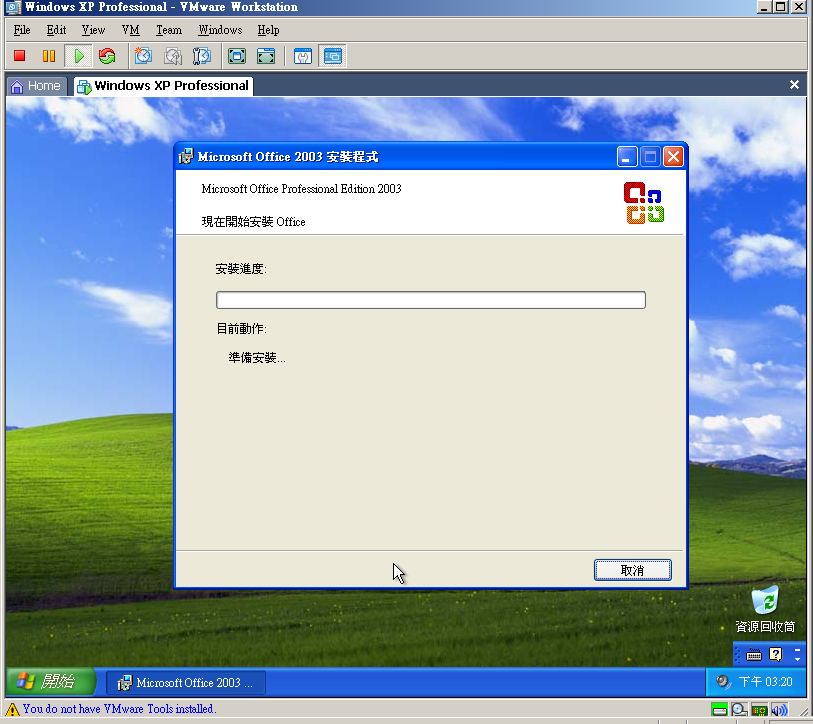 Windows XP Professional - VMware Workstation
File Edit View VM Team Windows Help
Home Windows XP Professional
Microsoft Office 2003 安裝程式
Microsoft Office Professional Edition 2003
現在開始安裝 Office
安裝進度:
目前動作:
準備安裝...
取消
資源回收筒
開始 Microsoft Office 2003 ... 下午 03:20
You do not have VMware Tools installed.